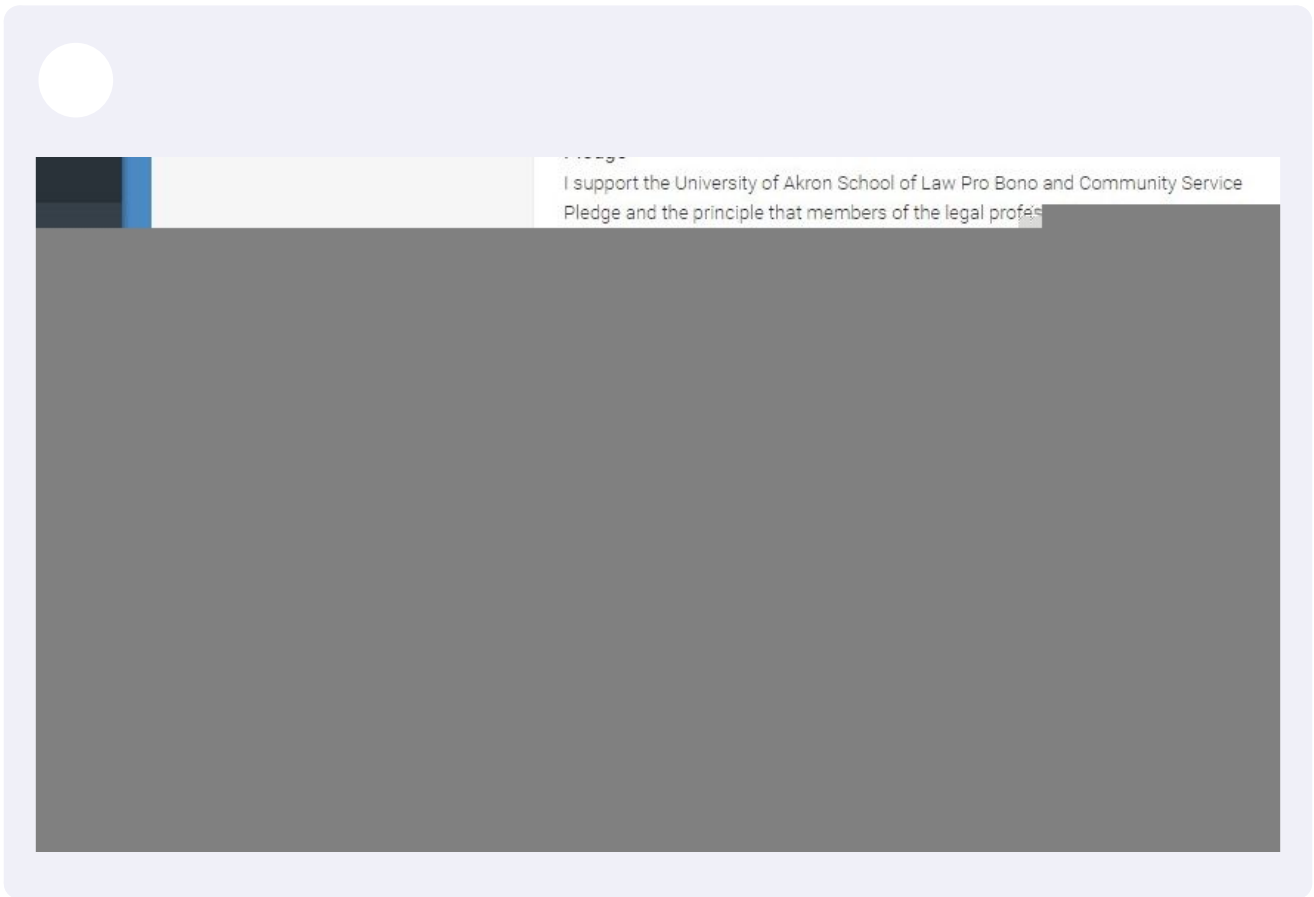 I support the University of Akron School of Law Pro Bono and Community Service
Pledge and the principle that members of the legal